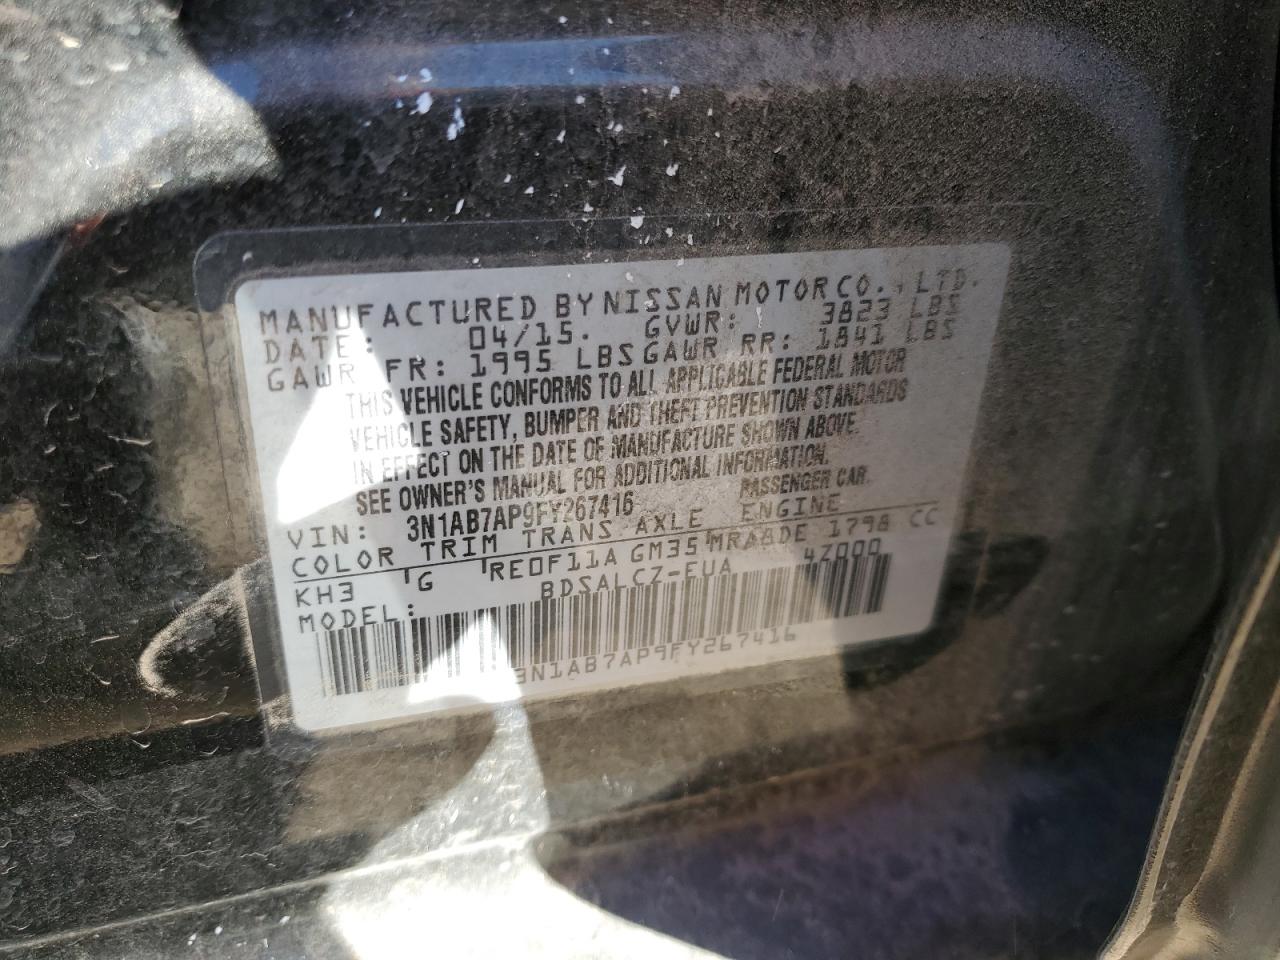 MANUFACTURED BY NISSAN MOTOR CO., LTD.
DATE: 04/15. GVWR: 3823 LBS
GAWR FR: 1995 LBS GAWR RR: 1841 LBS
THIS VEHICLE CONFORMS TO ALL APPLICABLE FEDERAL MOTOR
VEHICLE SAFETY, BUMPER AND THEFT PREVENTION STANDARDS
IN EFFECT ON THE DATE OF MANUFACTURE SHOWN ABOVE.
SEE OWNER'S MANUAL FOR ADDITIONAL INFORMATION.
VIN: 3N1AB7AP9FY267416 PASSENGER CAR
COLOR TRIM TRANS AXLE ENGINE
KH3 G RE0F11A GM35 MRA8DE 1798 CC
MODEL: BDSALCZ-EUA 4Z000
3N1AB7AP9FY267416